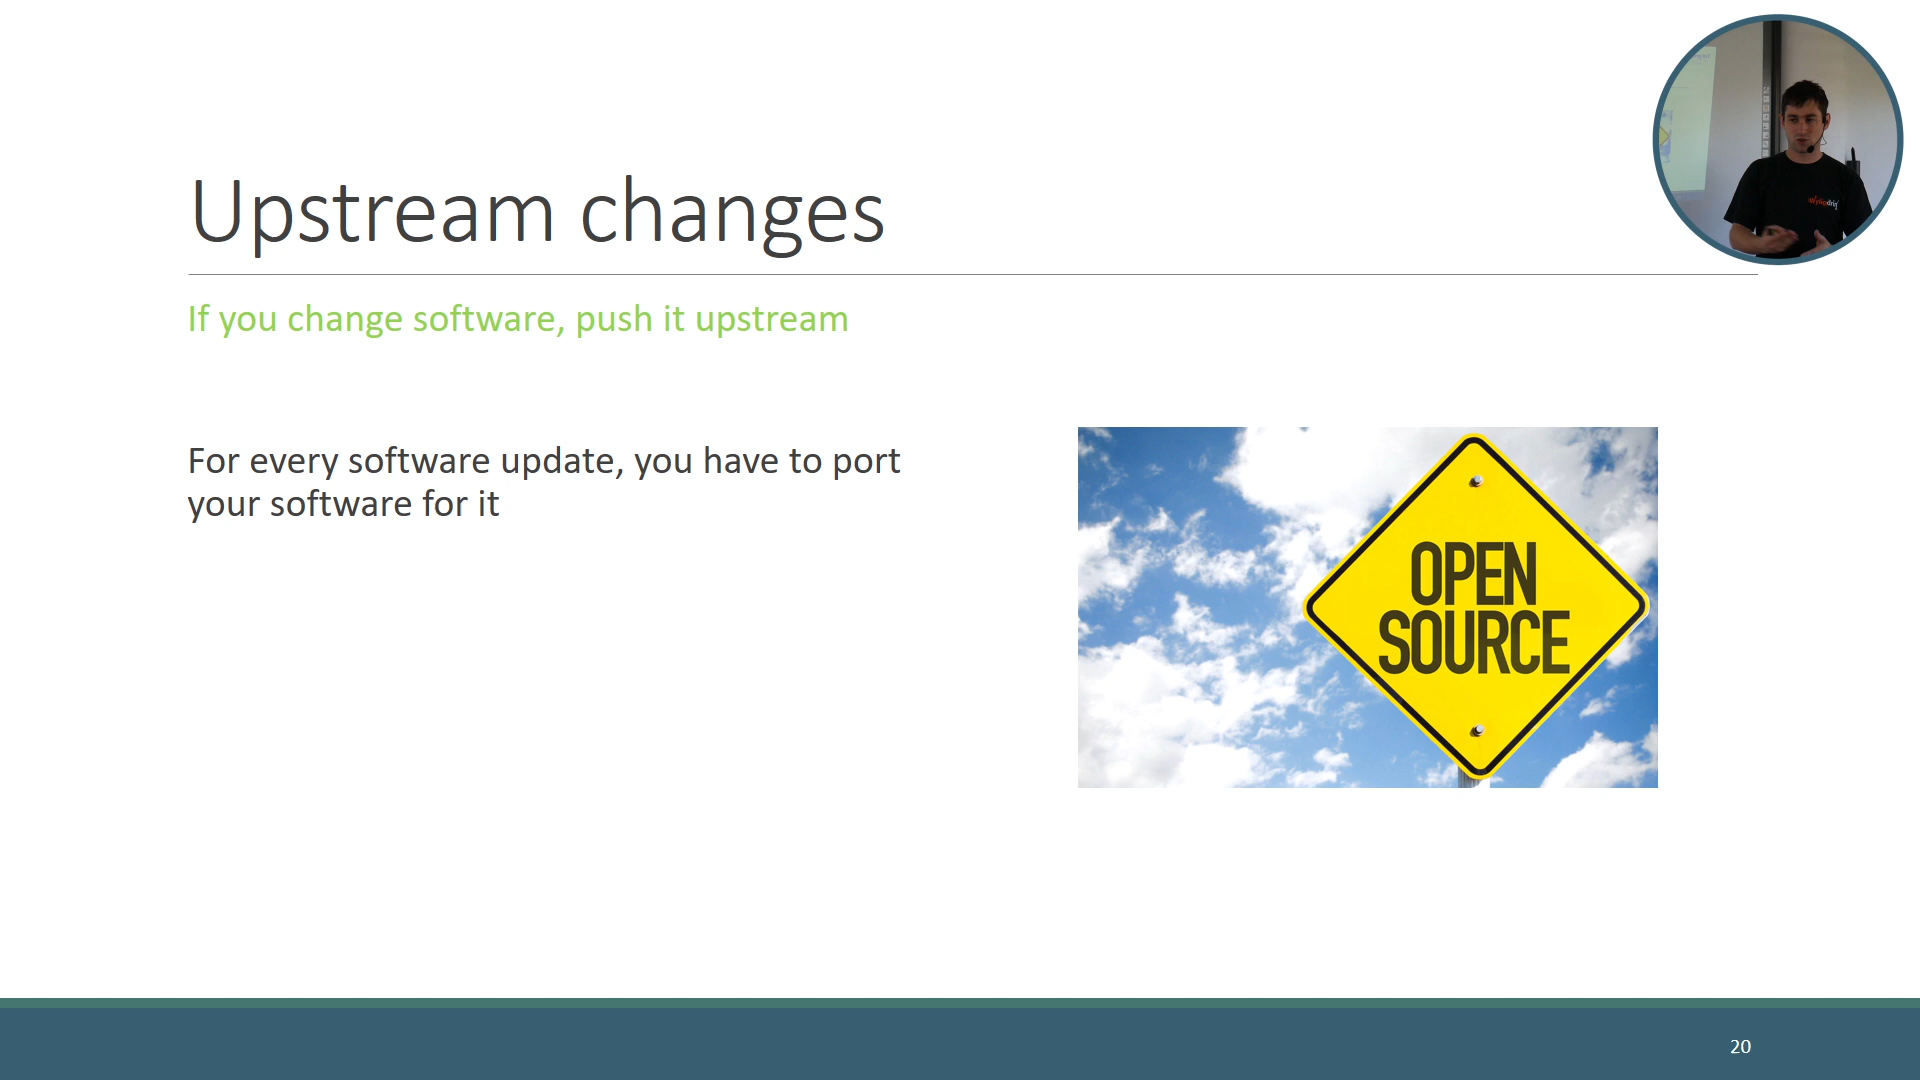 Upstream changes
If you change software, push it upstream
For every software update, you have to port
your software for it
OPEN
SOURCE
20